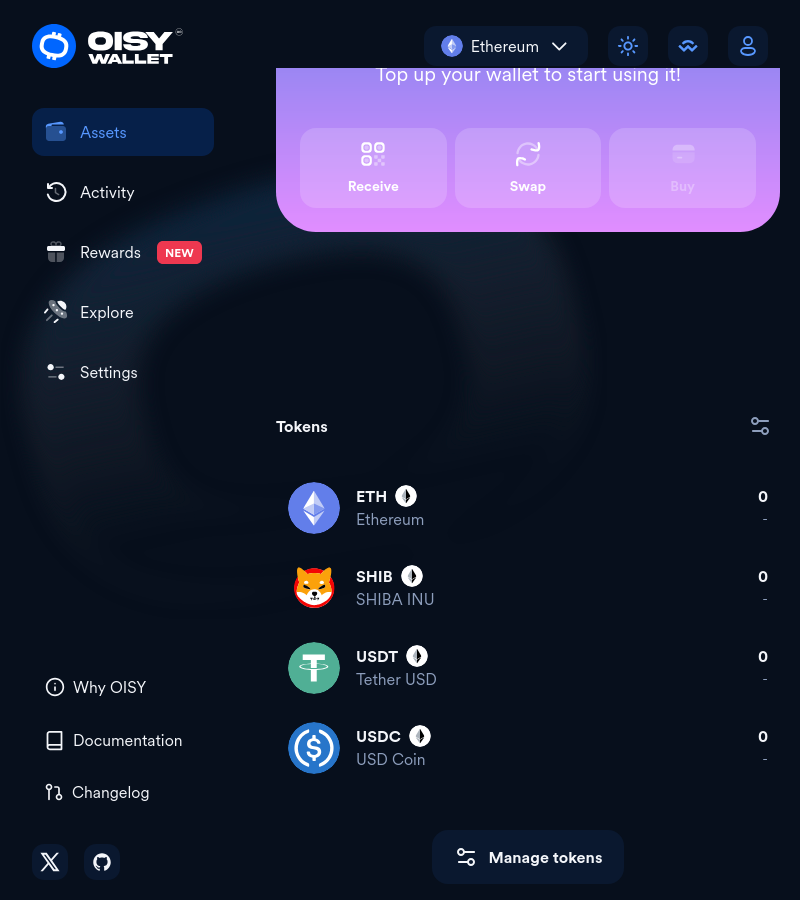 OISY
WALLET
Ethereum
Top up your wallet to start using it!
Receive
Swap
Buy
Assets
Activity
Rewards NEW
Explore
Settings
Tokens
ETH 0
Ethereum -
SHIB 0
SHIBA INU -
USDT 0
Tether USD -
USDC 0
USD Coin -
Why OISY
Documentation
Changelog
Manage tokens